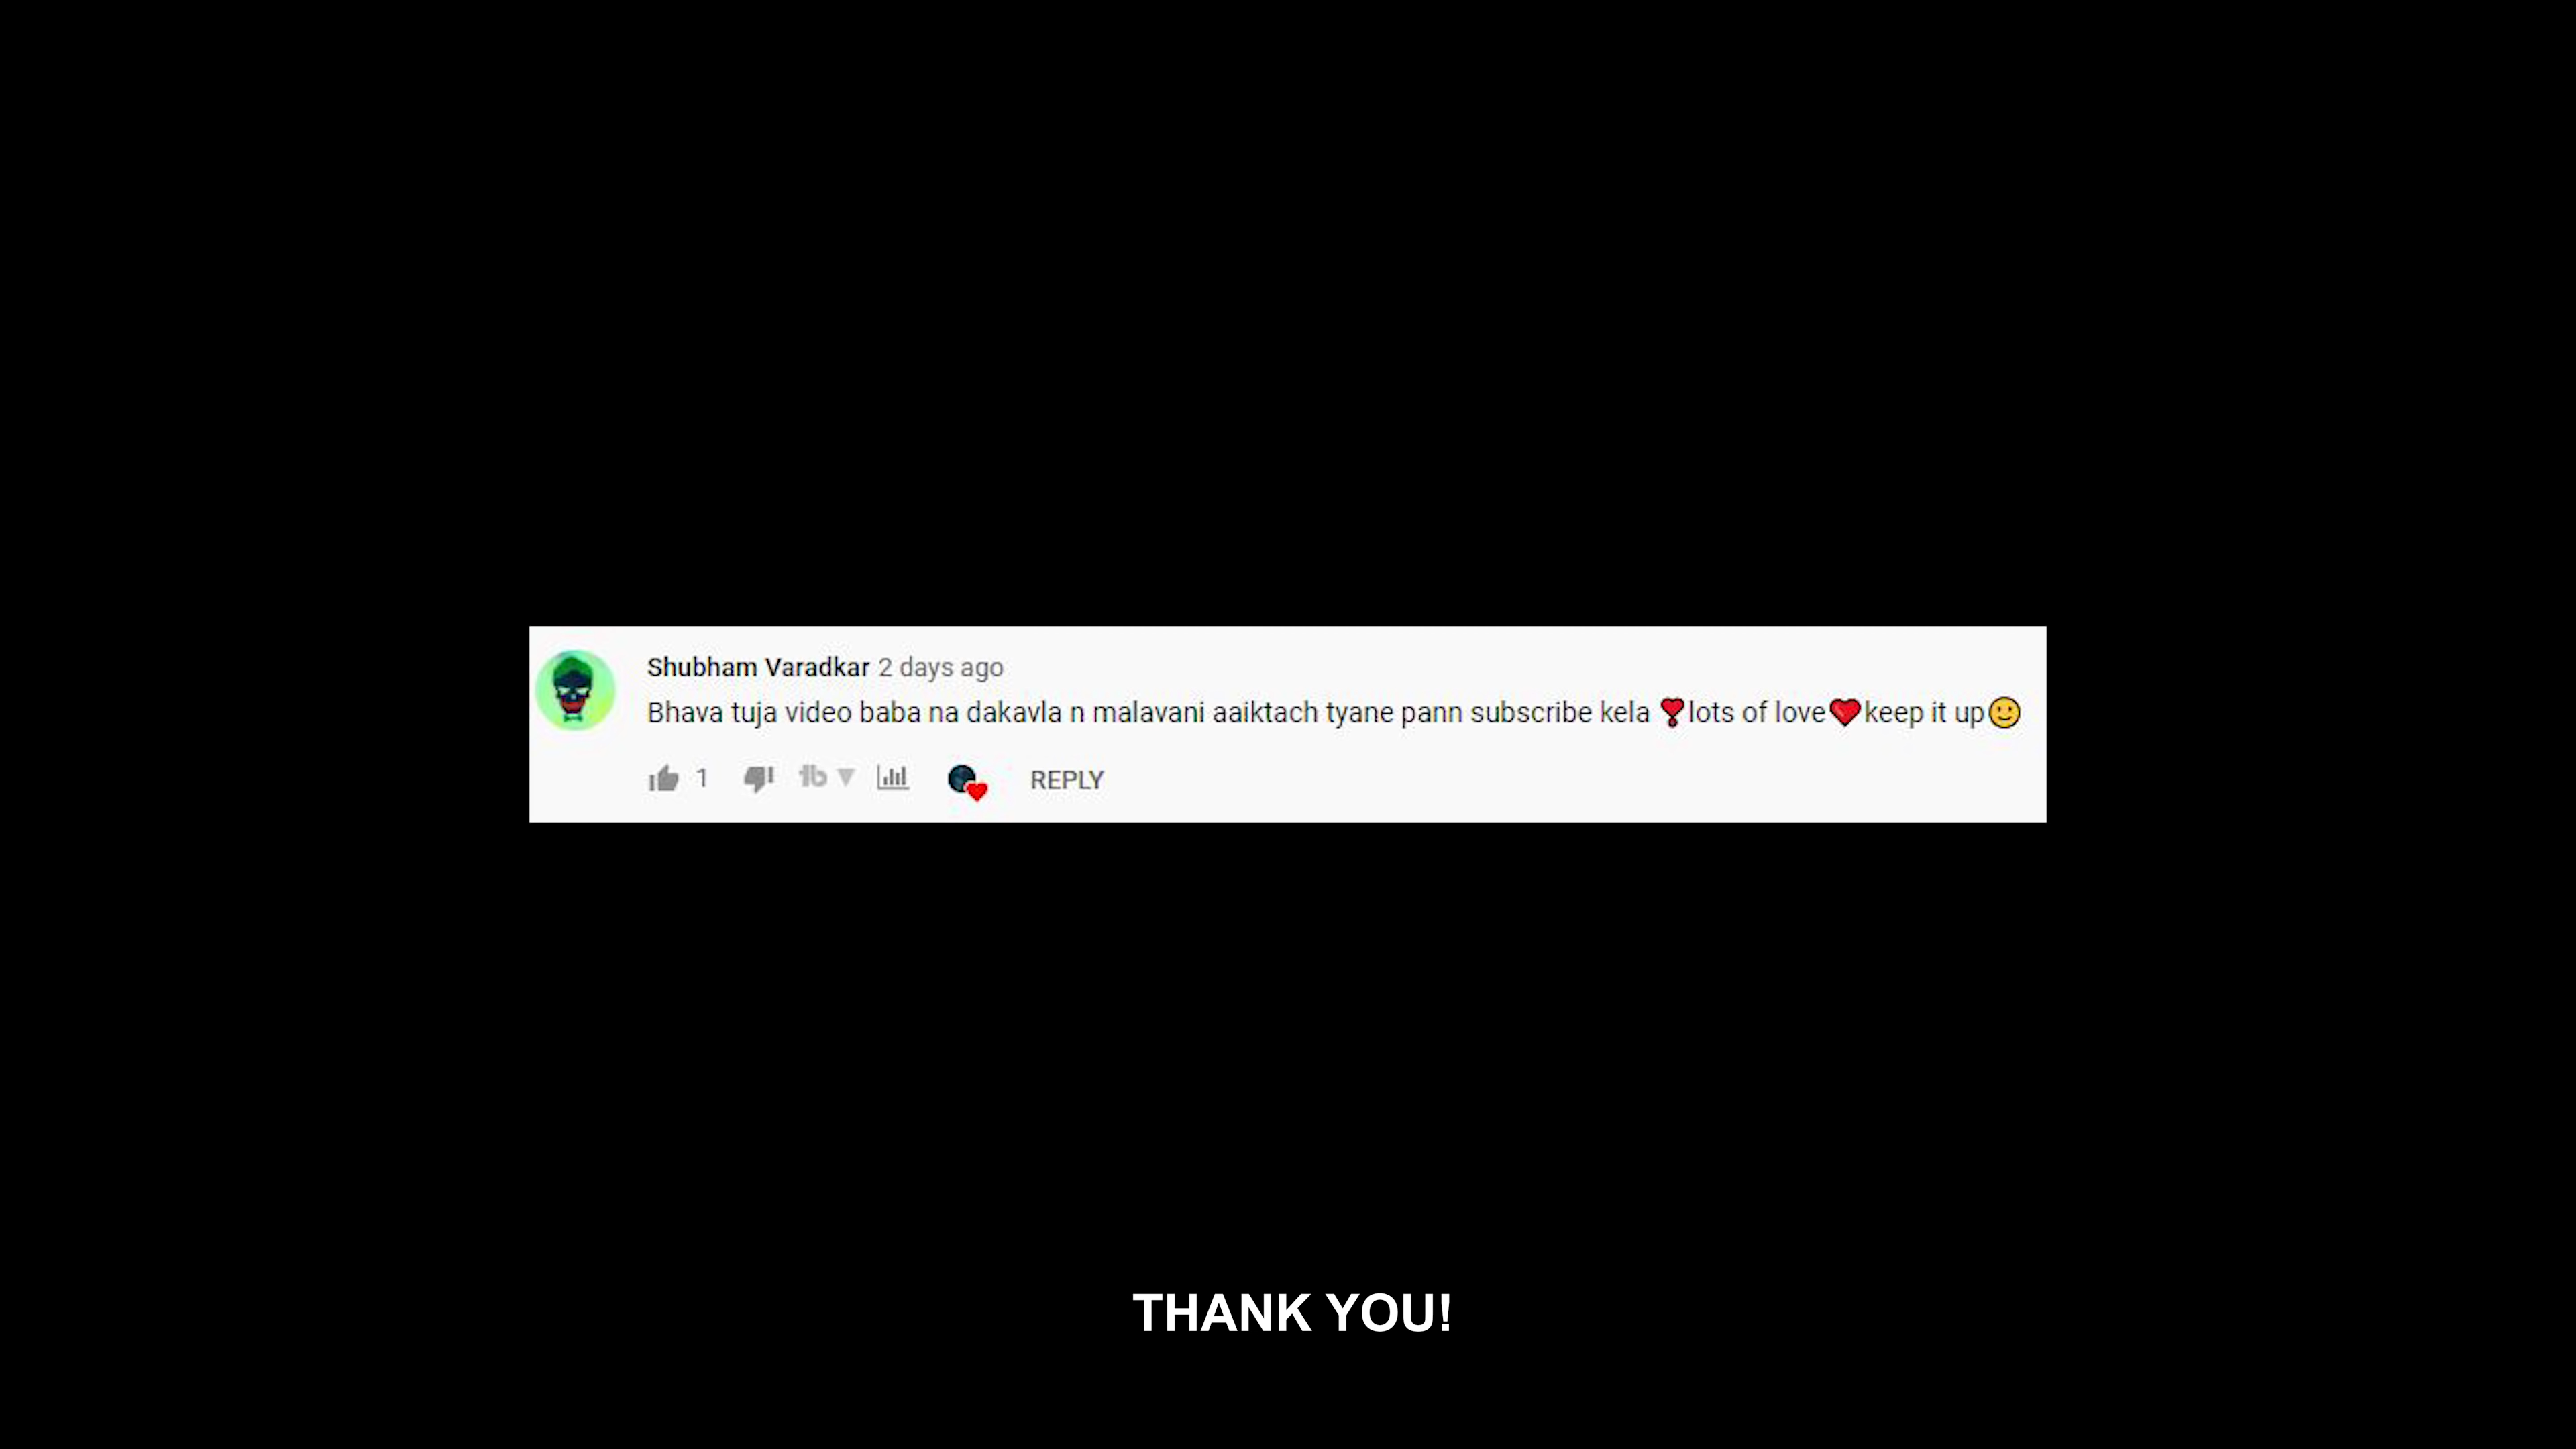 Shubham Varadkar 2 days ago
Bhava tuja video baba na dakavla n malavani aaiktach tyane pann subscribe kela ❣️lots of love❤️keep it up🙂
1 tb REPLY
THANK YOU!